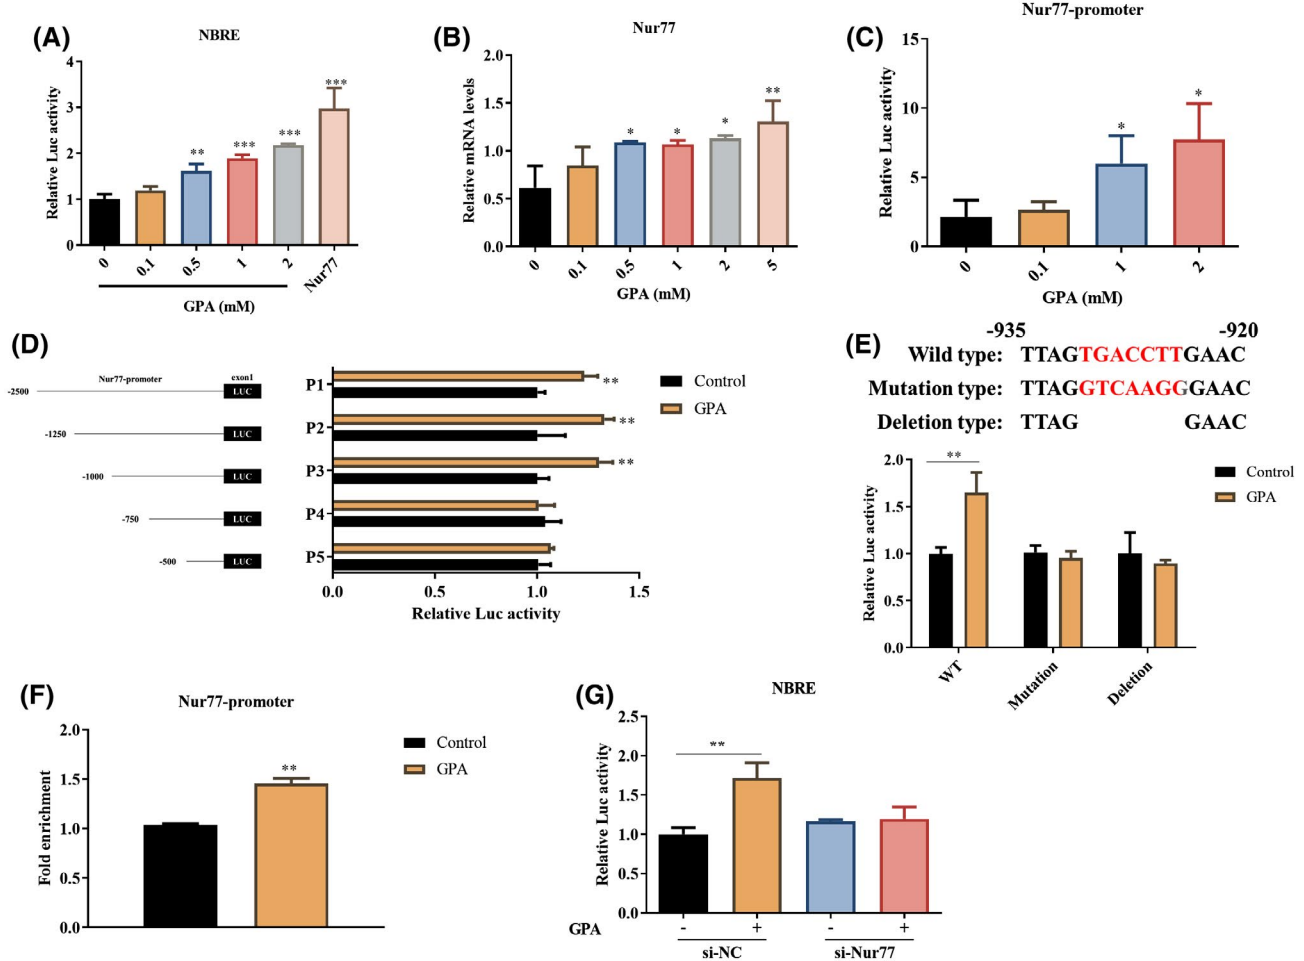 (A)
NBRE
Relative Luc activity
4
3
2
1
0
**
***
***
***
0
0.1
0.5
1
2
Nur77
GPA (mM)
(B)
Nur77
Relative mRNA levels
2.0
1.5
1.0
0.5
0.0
*
*
*
**
0
0.1
0.5
1
2
5
GPA (mM)
(C)
Nur77-promoter
Relative Luc activity
15
10
5
0
*
*
0
0.1
1
2
GPA (mM)
(D)
Nur77-promoter
exon1
-2500
LUC
-1250
LUC
-1000
LUC
-750
LUC
-500
LUC
P1
**
P2
**
P3
**
P4
P5
0.0
0.5
1.0
1.5
Relative Luc activity
Control
GPA
(E)
-935
-920
Wild type: TTAGTGACCTTGAAC
Mutation type: TTAGGTCAAGGGGAAC
Deletion type: TTAG GAAC
Relative Luc activity
2.0
1.5
1.0
0.5
0.0
**
WT
Mutation
Deletion
Control
GPA
(F)
Nur77-promoter
Fold enrichment
2.0
1.5
1.0
0.5
0.0
**
Control
GPA
(G)
NBRE
Relative Luc activity
2.5
2.0
1.5
1.0
0.5
0.0
**
GPA - + - +
si-NC
si-Nur77